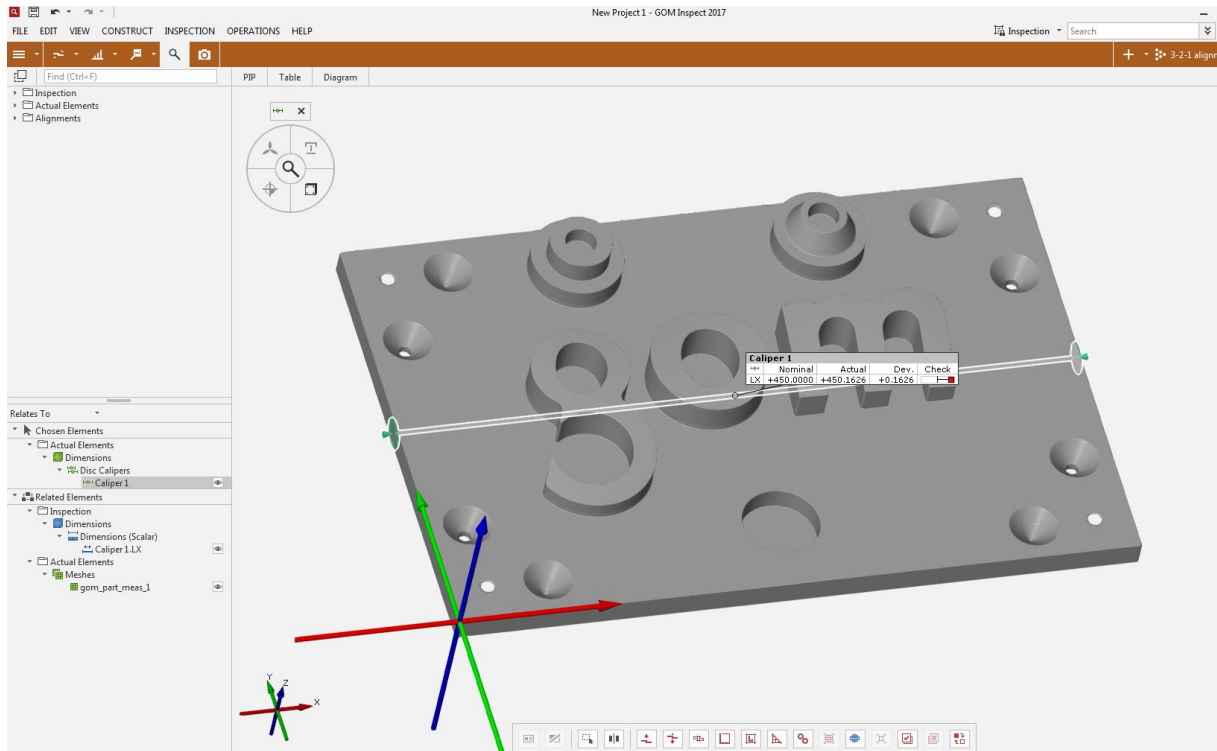 New Project 1 - GOM Inspect 2017
FILE EDIT VIEW CONSTRUCT INSPECTION OPERATIONS HELP
Inspection
Search
3-2-1 alignm
Find (Ctrl+F)
PIP Table Diagram
Inspection
Actual Elements
Alignments
Caliper 1
Nominal Actual Dev. Check
LX +450.0000 +450.1626 +0.1626
Relates To
Chosen Elements
Actual Elements
Dimensions
Disc Calipers
Caliper 1
Related Elements
Inspection
Dimensions
Dimensions (Scalar)
Caliper 1.LX
Actual Elements
Meshes
gom_part_meas_1
gom
Y
Z
X